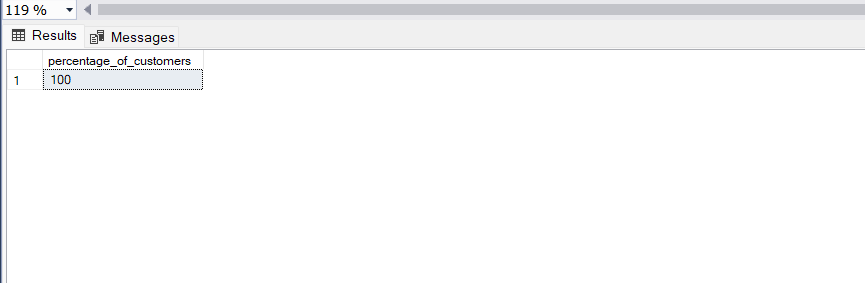 119 %
Results Messages
percentage_of_customers
1 100